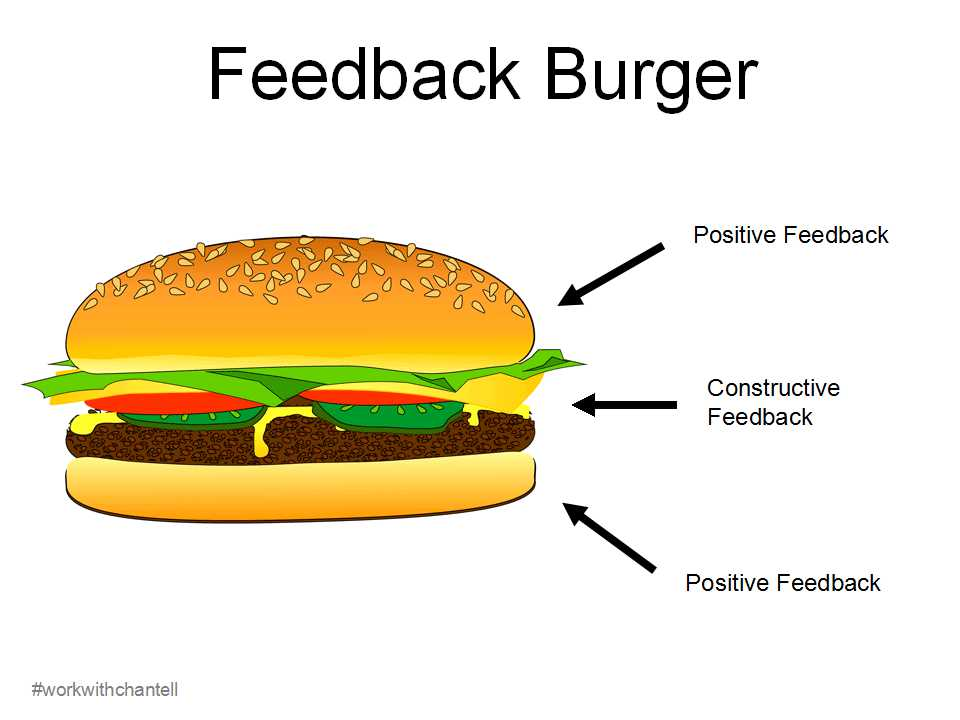 Feedback Burger
Positive Feedback
Constructive
Feedback
Positive Feedback
#workwithchantell